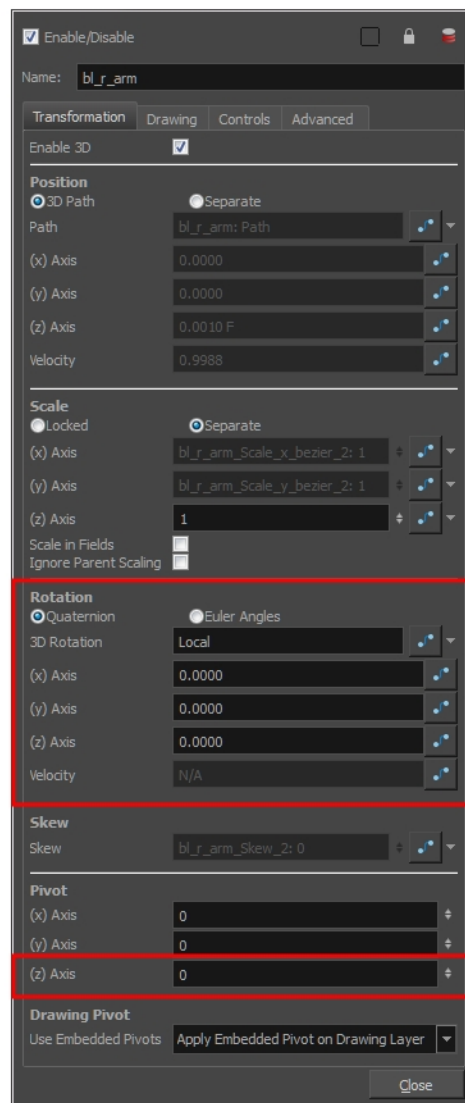 Enable/Disable
Name: bl_r_arm
Transformation Drawing Controls Advanced
Enable 3D
Position
3D Path Separate
Path bl_r_arm: Path
(x) Axis 0.0000
(y) Axis 0.0000
(z) Axis 0.0010 F
Velocity 0.9988
Scale
Locked Separate
(x) Axis bl_r_arm_Scale_x_bezier_2: 1
(y) Axis bl_r_arm_Scale_y_bezier_2: 1
(z) Axis 1
Scale in Fields
Ignore Parent Scaling
Rotation
Quaternion Euler Angles
3D Rotation Local
(x) Axis 0.0000
(y) Axis 0.0000
(z) Axis 0.0000
Velocity N/A
Skew
Skew bl_r_arm_Skew_2: 0
Pivot
(x) Axis 0
(y) Axis 0
(z) Axis 0
Drawing Pivot
Use Embedded Pivots Apply Embedded Pivot on Drawing Layer
Close